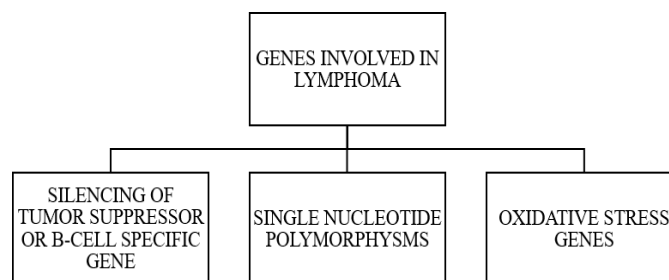 GENES INVOLVED IN
LYMPHOMA
SILENCING OF
TUMOR SUPPRESSOR
OR B-CELL SPECIFIC
GENE
SINGLE NUCLEOTIDE
POLYMORPHYSMS
OXIDATIVE STRESS
GENES